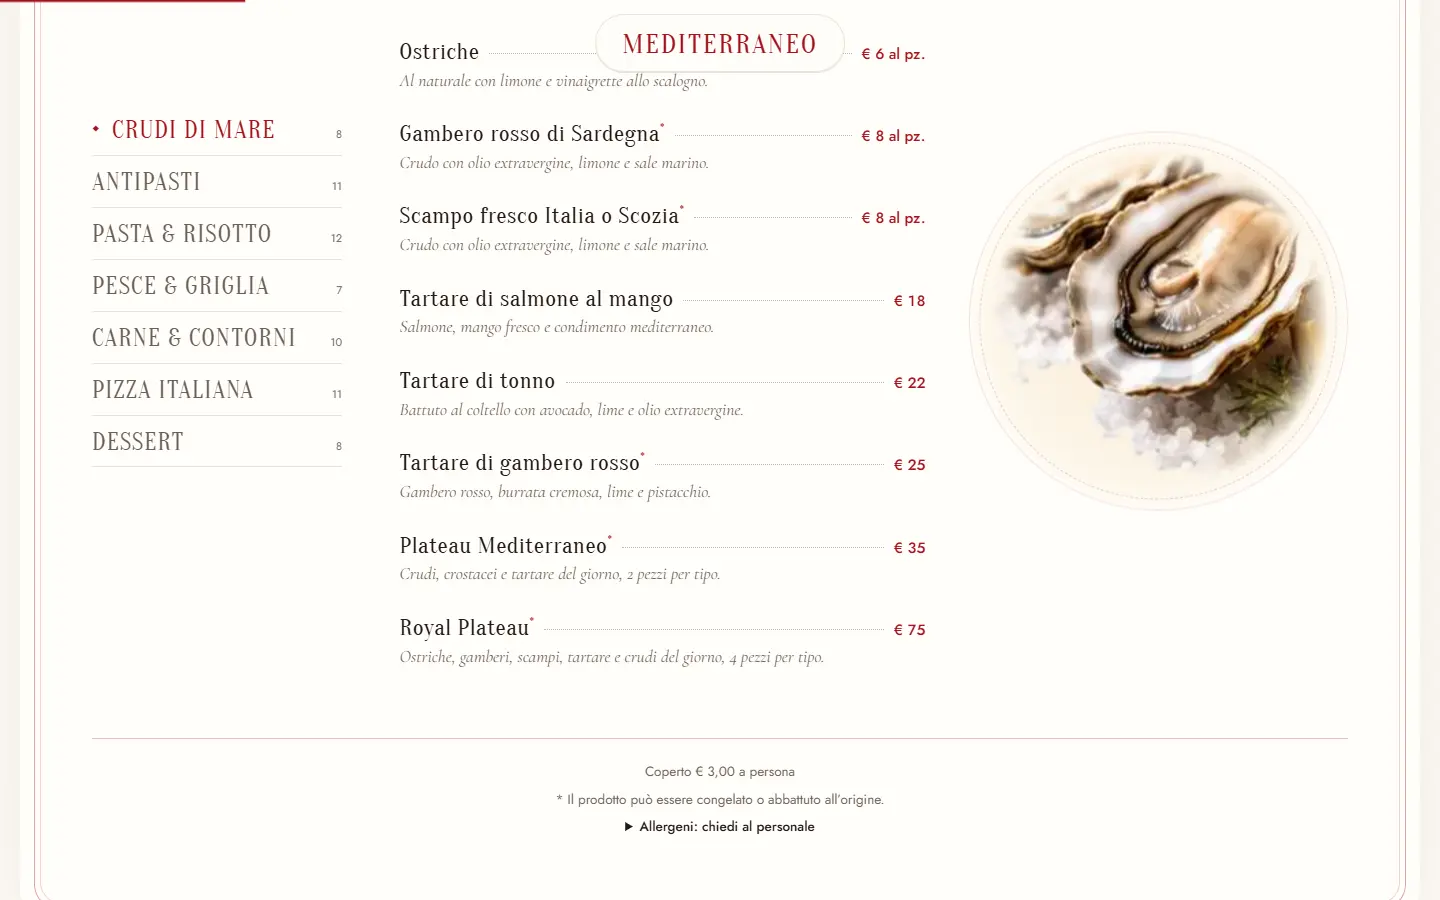 MEDITERRANEO
CRUDI DI MARE 8
ANTIPASTI 11
PASTA & RISOTTO 12
PESCE & GRIGLIA 7
CARNE & CONTORNI 10
PIZZA ITALIANA 11
DESSERT 8
Ostriche € 6 al pz.
Al naturale con limone e vinaigrette allo scalogno.
Gambero rosso di Sardegna* € 8 al pz.
Crudo con olio extravergine, limone e sale marino.
Scampo fresco Italia o Scozia* € 8 al pz.
Crudo con olio extravergine, limone e sale marino.
Tartare di salmone al mango € 18
Salmone, mango fresco e condimento mediterraneo.
Tartare di tonno € 22
Battuto al coltello con avocado, lime e olio extravergine.
Tartare di gambero rosso* € 25
Gambero rosso, burrata cremosa, lime e pistacchio.
Plateau Mediterraneo* € 35
Crudi, crostacei e tartare del giorno, 2 pezzi per tipo.
Royal Plateau* € 75
Ostriche, gamberi, scampi, tartare e crudi del giorno, 4 pezzi per tipo.
Coperto € 3,00 a persona
* Il prodotto può essere congelato o abbattuto all’origine.
▶ Allergeni: chiedi al personale